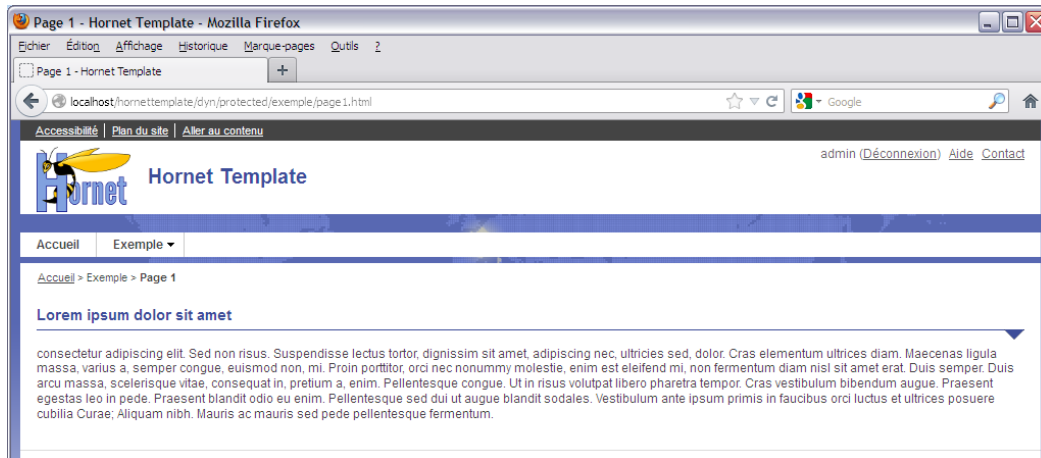 Page 1 - Hornet Template - Mozilla Firefox
Fichier Édition Affichage Historique Marque-pages Outils ?
Page 1 - Hornet Template +
localhost/hornettemplate/dyn/protected/exemple/page1.html Google
Accessibilité | Plan du site | Aller au contenu
admin (Déconnexion) Aide Contact
Hornet
Hornet Template
Accueil Exemple
Accueil > Exemple > Page 1
Lorem ipsum dolor sit amet
consectetur adipiscing elit. Sed non risus. Suspendisse lectus tortor, dignissim sit amet, adipiscing nec, ultricies sed, dolor. Cras elementum ultrices diam. Maecenas ligula
massa, varius a, semper congue, euismod non, mi. Proin porttitor, orci nec nonummy molestie, enim est eleifend mi, non fermentum diam nisl sit amet erat. Duis semper. Duis
arcu massa, scelerisque vitae, consequat in, pretium a, enim. Pellentesque congue. Ut in risus volutpat libero pharetra tempor. Cras vestibulum bibendum augue. Praesent
egestas leo in pede. Praesent blandit odio eu enim. Pellentesque sed dui ut augue blandit sodales. Vestibulum ante ipsum primis in faucibus orci luctus et ultrices posuere
cubilia Curae; Aliquam nibh. Mauris ac mauris sed pede pellentesque fermentum.